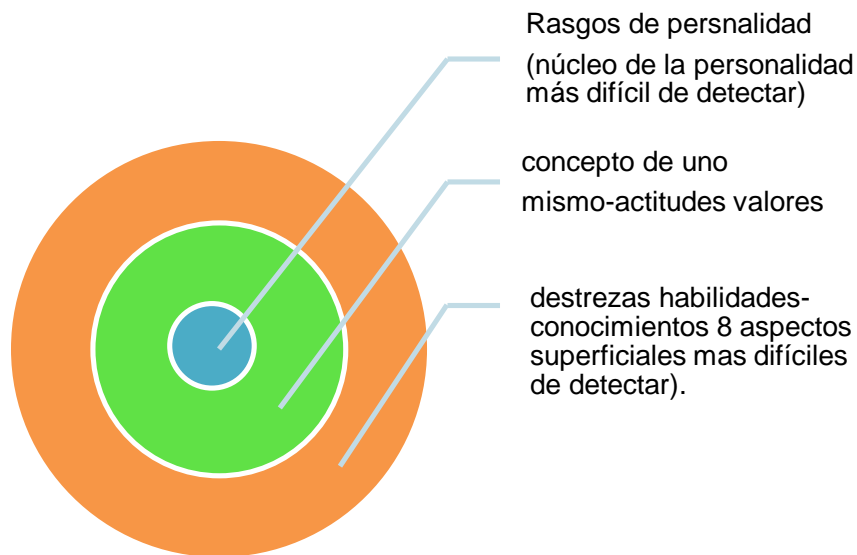 Rasgos de persnalidad
(núcleo de la personalidad
más difícil de detectar)
concepto de uno
mismo-actitudes valores
destrezas habilidades-
conocimientos 8 aspectos
superficiales mas difíciles
de detectar).